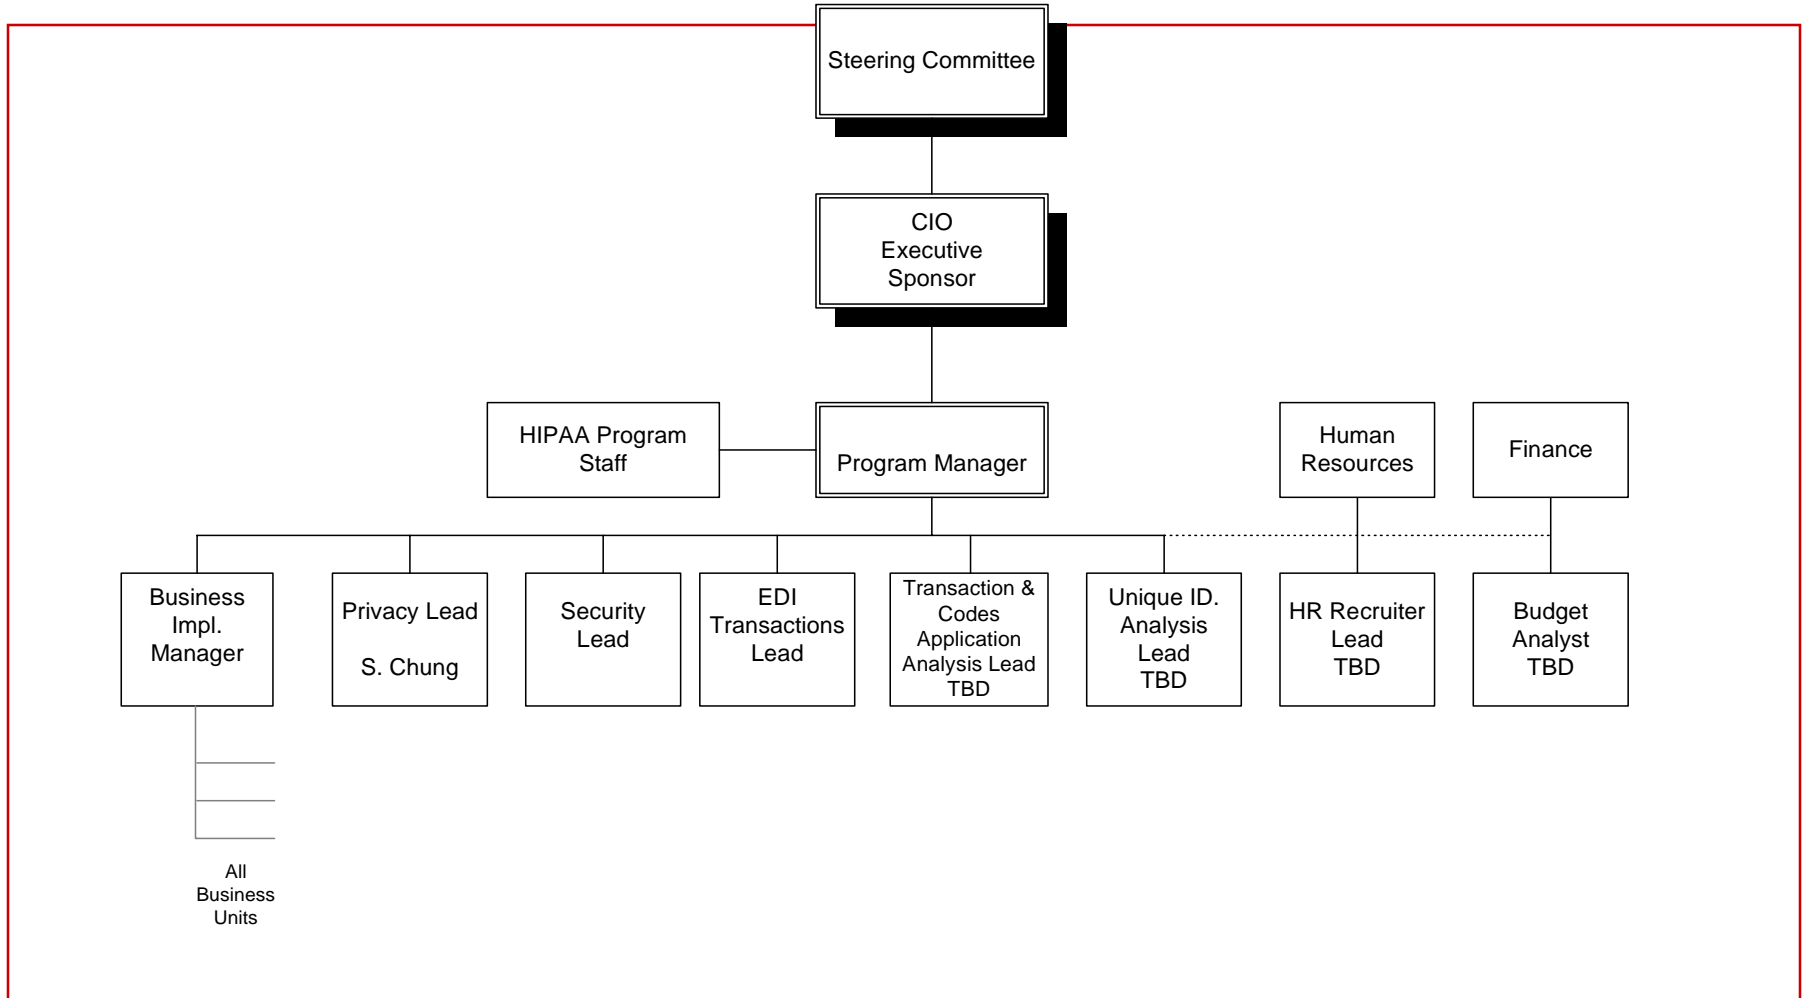 Steering Committee
CIO
Executive
Sponsor
HIPAA Program
Staff
Program Manager
Human
Resources
Finance
Business
Impl.
Manager
Privacy Lead
S. Chung
Security
Lead
EDI
Transactions
Lead
Transaction &
Codes
Application
Analysis Lead
TBD
Unique ID.
Analysis
Lead
TBD
HR Recruiter
Lead
TBD
Budget
Analyst
TBD
All
Business
Units